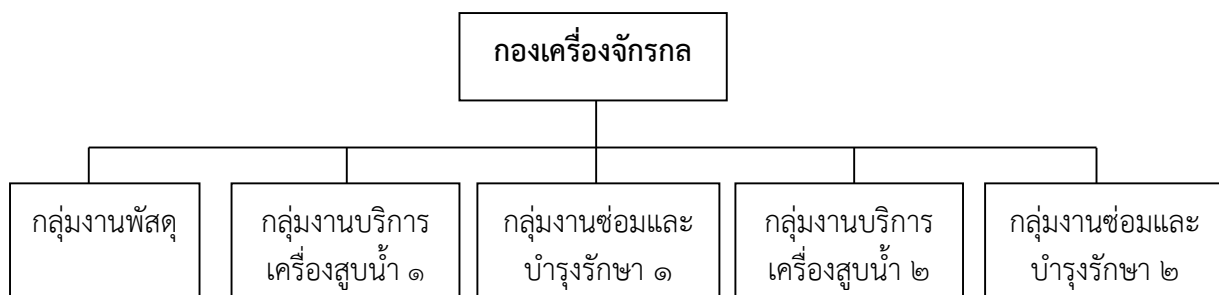 กองเครื่องจักรกล
กลุ่มงานพัสดุ
กลุ่มงานบริการ
เครื่องสูบน้ำ ๑
กลุ่มงานซ่อมและ
บำรุงรักษา ๑
กลุ่มงานบริการ
เครื่องสูบน้ำ ๒
กลุ่มงานซ่อมและ
บำรุงรักษา ๒